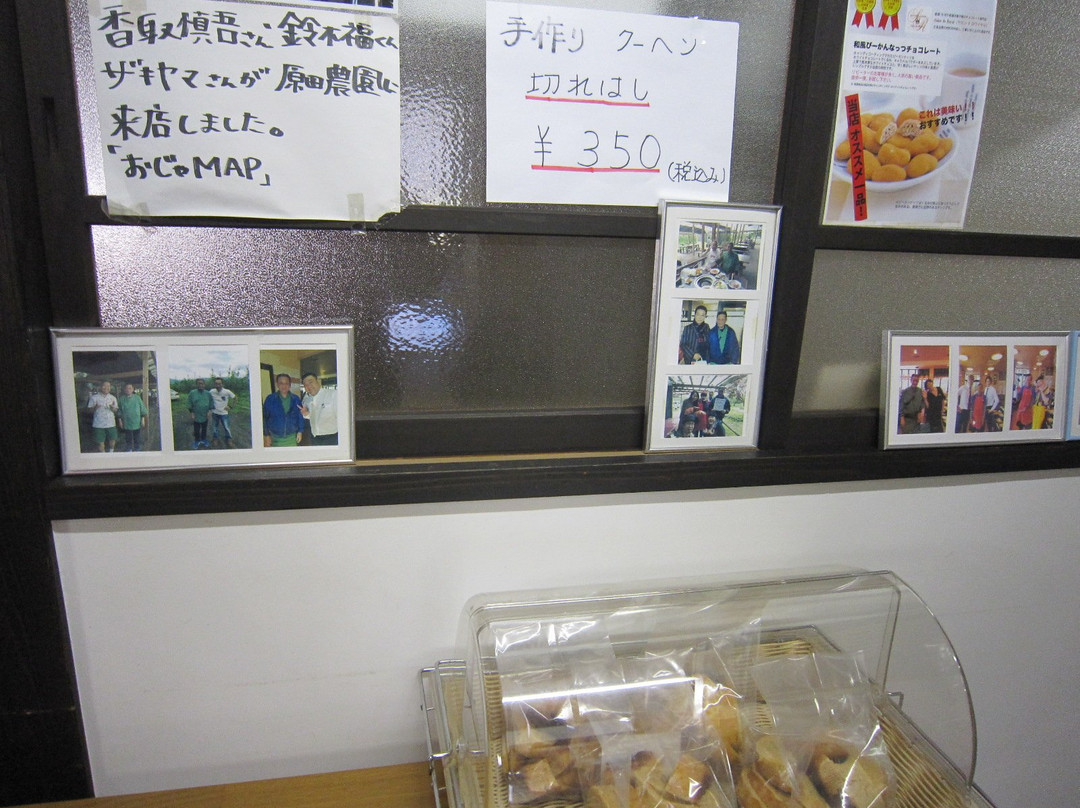 香取慎吾さん、鈴木福くん
ザキヤマさんが原田農園に
来店しました。
「おじゃMAP」
手作り クーヘン
切れはし
¥350
(税込み)
和風ぴーかんなっつチョコレート
これは美味い!
おすすめです!!
当店オススメ一品!